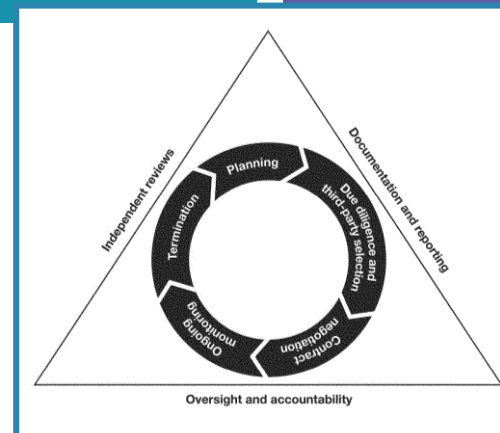 Independent reviews
Documentation and reporting
Planning
Due diligence and
third-party selection
Contract
negotiation
Ongoing
monitoring
Termination
Oversight and accountability